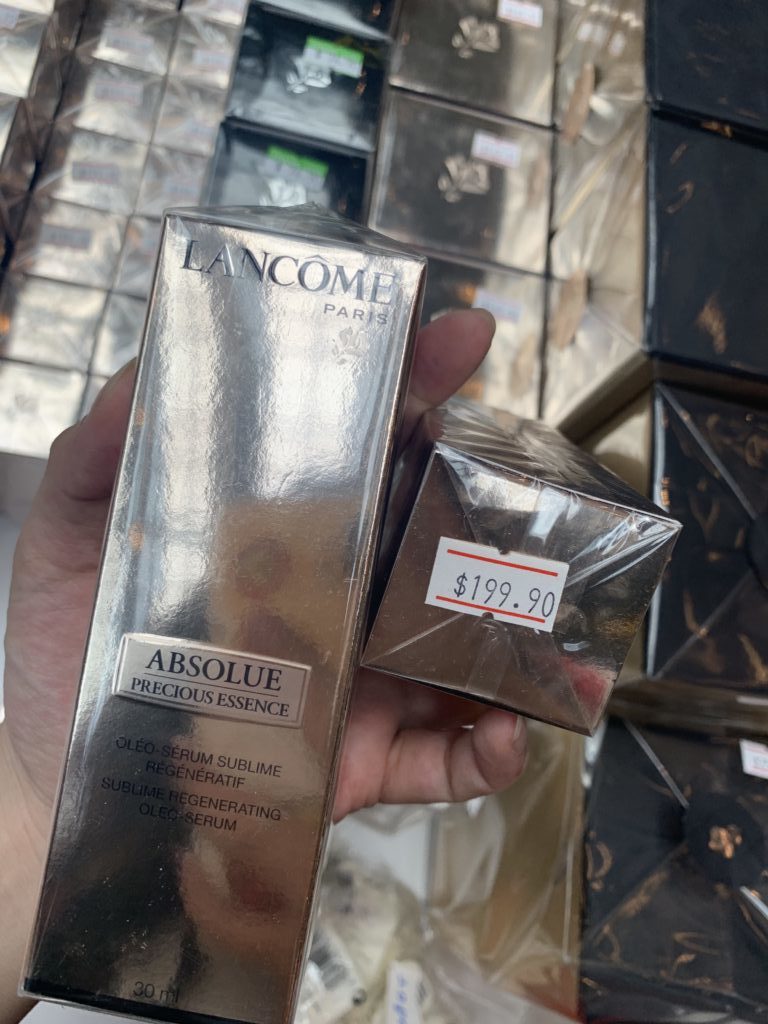 LANCÔME
PARIS
ABSOLUE
PRECIOUS ESSENCE
OLÉO-SÉRUM SUBLIME
RÉGÉNÉRATIF
SUBLIME REGENERATING
OLEO-SERUM
30 ml
$199.90